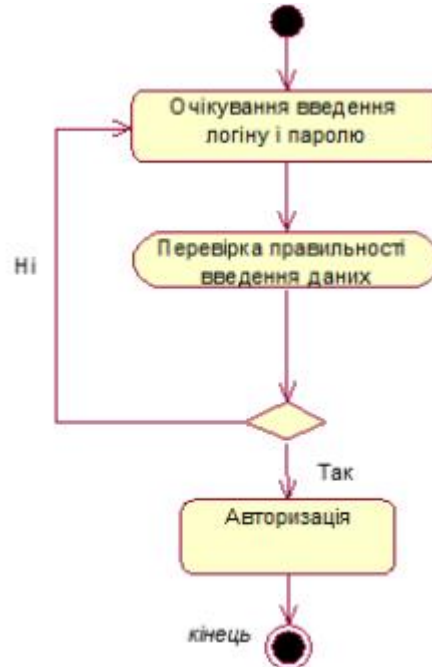 Очікування введення
логіну і паролю
Перевірка правильності
введення даних
Ні
Так
Авторизація
кінець